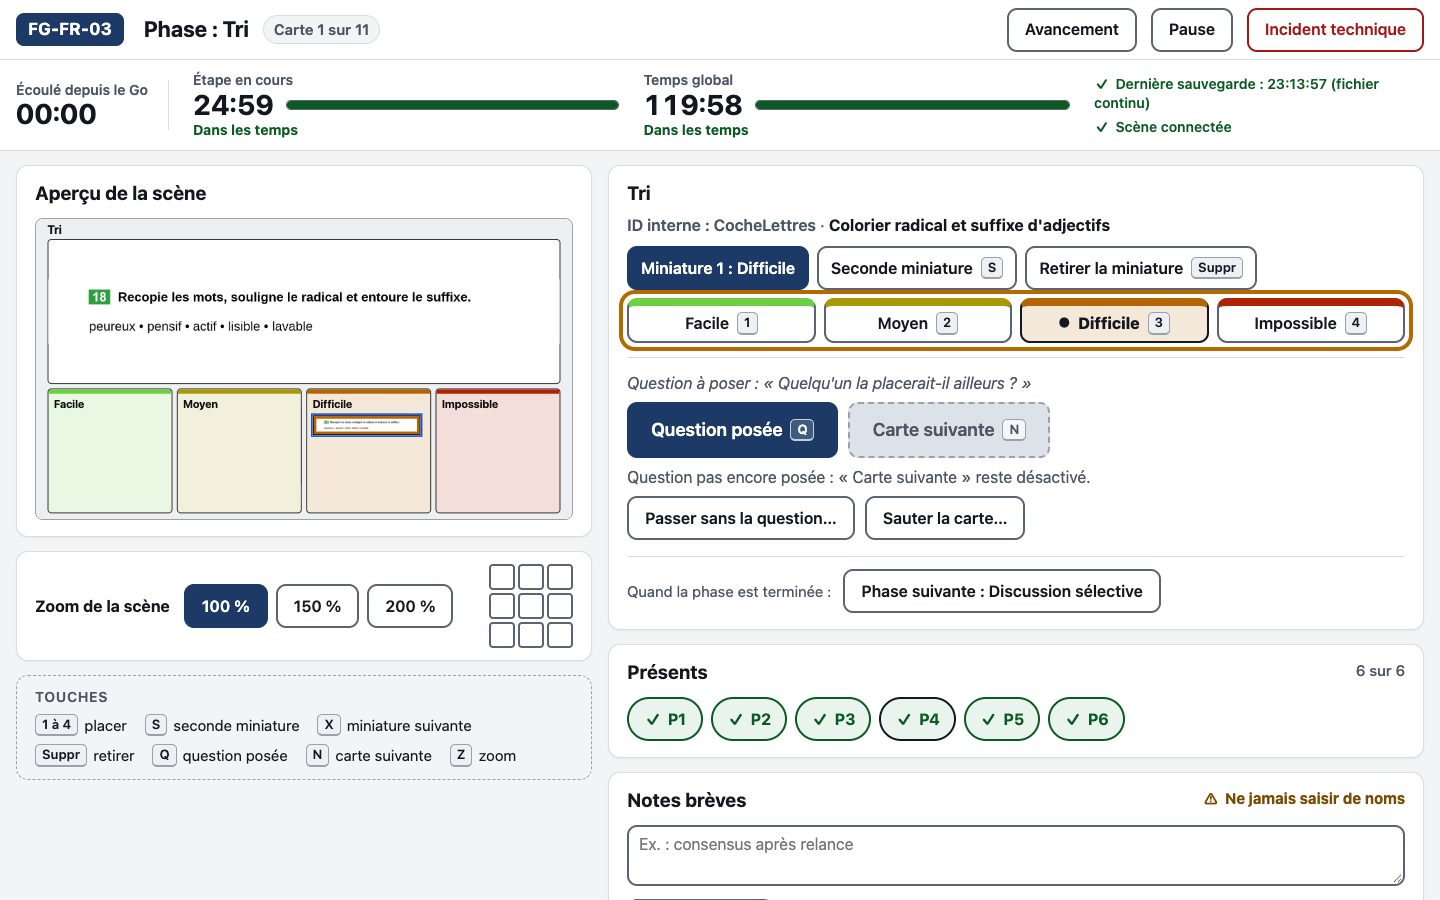 FG-FR-03
Phase : Tri
Carte 1 sur 11
Avancement
Pause
Incident technique
Écoulé depuis le Go
00:00
Étape en cours
24:59
Dans les temps
Temps global
119:58
Dans les temps
✓ Dernière sauvegarde : 23:13:57 (fichier
continu)
✓ Scène connectée
Aperçu de la scène
Tri
18 Recopie les mots, souligne le radical et entoure le suffixe.
peureux • pensif • actif • lisible • lavable
Facile
Moyen
Difficile
Impossible
Zoom de la scène
100 %
150 %
200 %
TOUCHES
1 à 4 placer
S seconde miniature
X miniature suivante
Suppr retirer
Q question posée
N carte suivante
Z zoom
Tri
ID interne : CocheLettres · Colorier radical et suffixe d'adjectifs
Miniature 1 : Difficile
Seconde miniature S
Retirer la miniature Suppr
Facile 1
Moyen 2
● Difficile 3
Impossible 4
Question à poser : « Quelqu'un la placerait-il ailleurs ? »
Question posée Q
Carte suivante N
Question pas encore posée : « Carte suivante » reste désactivé.
Passer sans la question...
Sauter la carte...
Quand la phase est terminée :
Phase suivante : Discussion sélective
Présents
6 sur 6
✓ P1
✓ P2
✓ P3
✓ P4
✓ P5
✓ P6
Notes brèves
⚠ Ne jamais saisir de noms
Ex. : consensus après relance